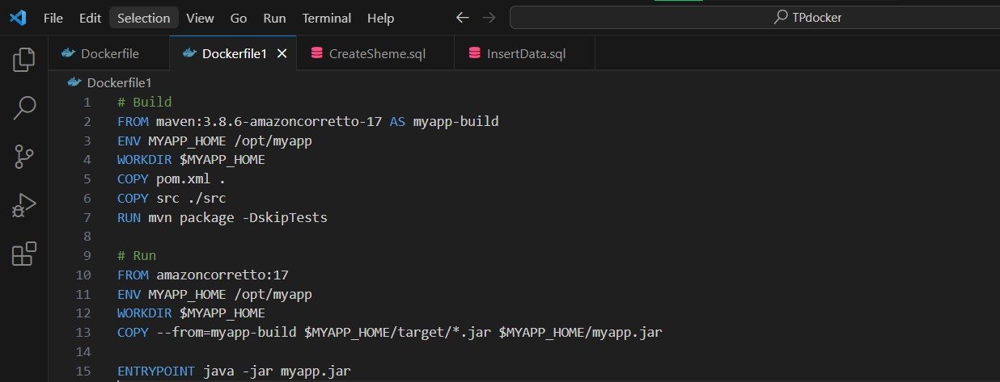 File Edit Selection View Go Run Terminal Help TPdocker
Dockerfile Dockerfile1 CreateSheme.sql InsertData.sql
Dockerfile1
1 # Build
2 FROM maven:3.8.6-amazoncorretto-17 AS myapp-build
3 ENV MYAPP_HOME /opt/myapp
4 WORKDIR $MYAPP_HOME
5 COPY pom.xml .
6 COPY src ./src
7 RUN mvn package -DskipTests
8
9 # Run
10 FROM amazoncorretto:17
11 ENV MYAPP_HOME /opt/myapp
12 WORKDIR $MYAPP_HOME
13 COPY --from=myapp-build $MYAPP_HOME/target/*.jar $MYAPP_HOME/myapp.jar
14
15 ENTRYPOINT java -jar myapp.jar